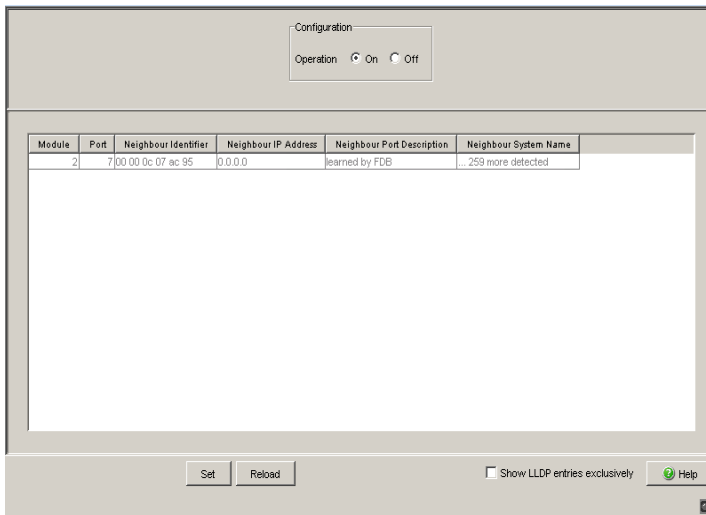 Configuration
Operation On Off
Module Port Neighbour Identifier Neighbour IP Address Neighbour Port Description Neighbour System Name
2 7 00 00 0c 07 ac 95 0.0.0.0 learned by FDB ... 259 more detected
Set Reload Show LLDP entries exclusively Help